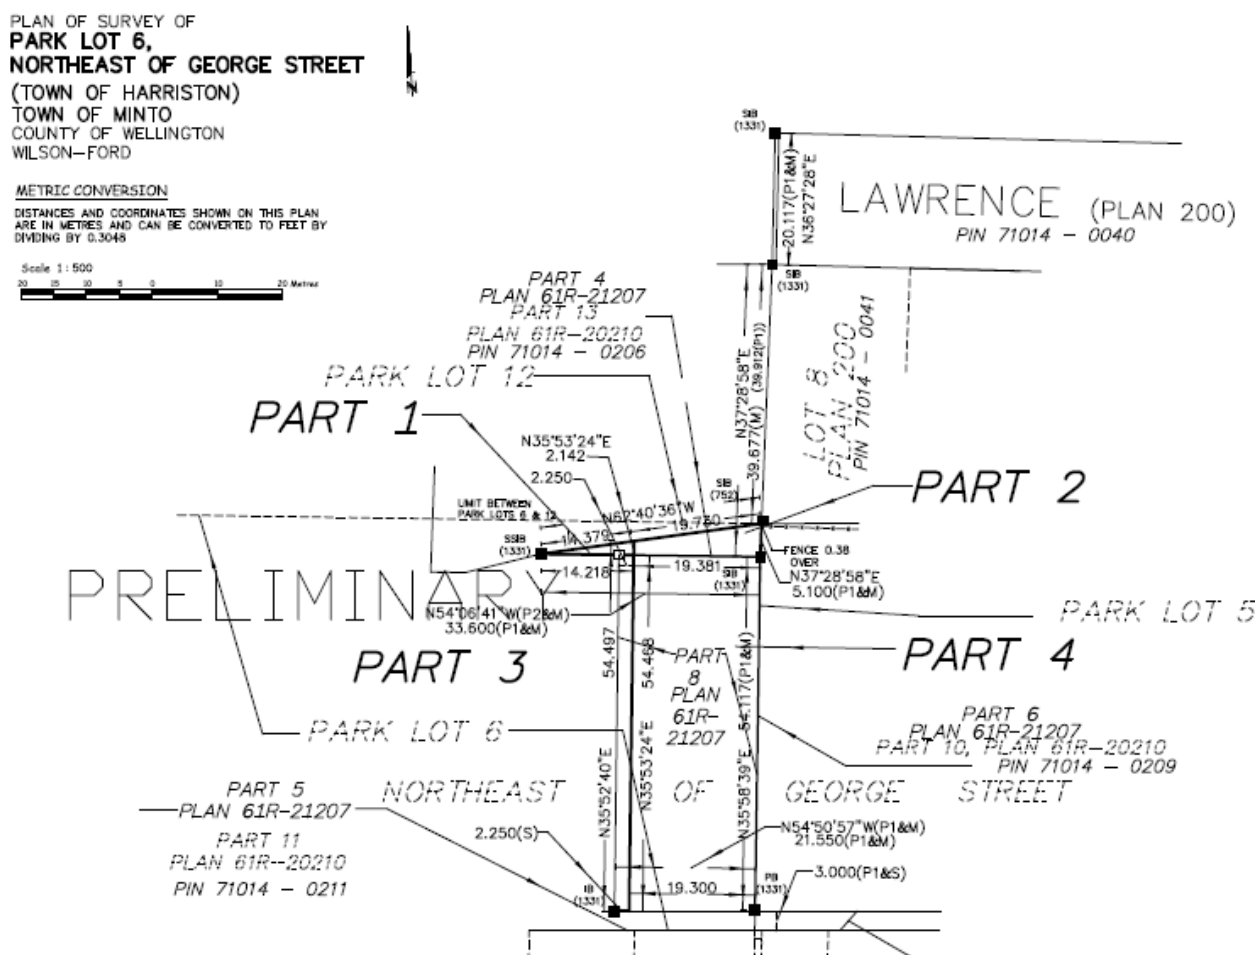 PLAN OF SURVEY OF
PARK LOT 6,
NORTHEAST OF GEORGE STREET
(TOWN OF HARRISTON)
TOWN OF MINTO
COUNTY OF WELLINGTON
WILSON-FORD
N
METRIC CONVERSION
DISTANCES AND COORDINATES SHOWN ON THIS PLAN
ARE IN METRES AND CAN BE CONVERTED TO FEET BY
DIVIDING BY 0.3048
Scale 1:500
20 15 10 5 0 10 20 Metres
SIB
(1331)
20.117(P1&M)
N36°27'28"E
LAWRENCE (PLAN 200)
PIN 71014 - 0040
SIB
(1331)
PART 4
PLAN 61R-21207
PART 13
PLAN 61R-20210
PIN 71014 - 0206
PARK LOT 12
PART 1
N37°28'58"E
39.677(M) (39.912(P1))
LOT 8
PLAN 200
PIN 71014 - 0041
N35°53'24"E
2.142
2.250
SIB
(752)
PART 2
LIMIT BETWEEN
PARK LOTS 6 & 12
N62°40'36"W
14.379
19.730
SSIB
(1331)
FENCE 0.38
OVER
N37°28'58"E
5.100(P1&M)
14.218
19.381
SIB
(1331)
PRELIMINARY
N54°06'41"W(P2&M)
33.600(P1&M)
PARK LOT 5
PART 3
54.497
54.468
PART
8
PLAN
61R-
21207
54.117(P1&M)
PART 4
PARK LOT 6
PART 6
PLAN 61R-21207
PART 10, PLAN 61R-20210
PIN 71014 - 0209
N35°52'40"E
N35°53'24"E
N35°58'39"E
PART 5
PLAN 61R-21207
NORTHEAST OF GEORGE STREET
PART 11
PLAN 61R-20210
PIN 71014 - 0211
2.250(S)
N54°50'57"W(P1&M)
21.550(P1&M)
3.000(P1&S)
IB
(1331)
19.300
PB
(1331)